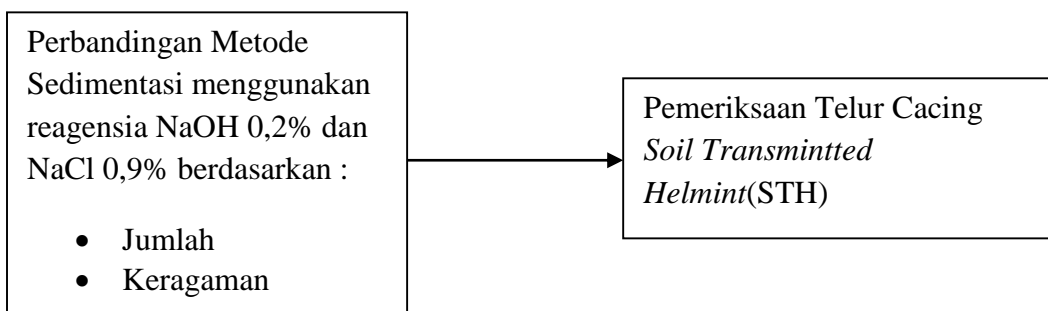 Perbandingan Metode
Sedimentasi menggunakan
reagensia NaOH 0,2% dan
NaCl 0,9% berdasarkan :
• Jumlah
• Keragaman
Pemeriksaan Telur Cacing
Soil Transmintted
Helmint(STH)